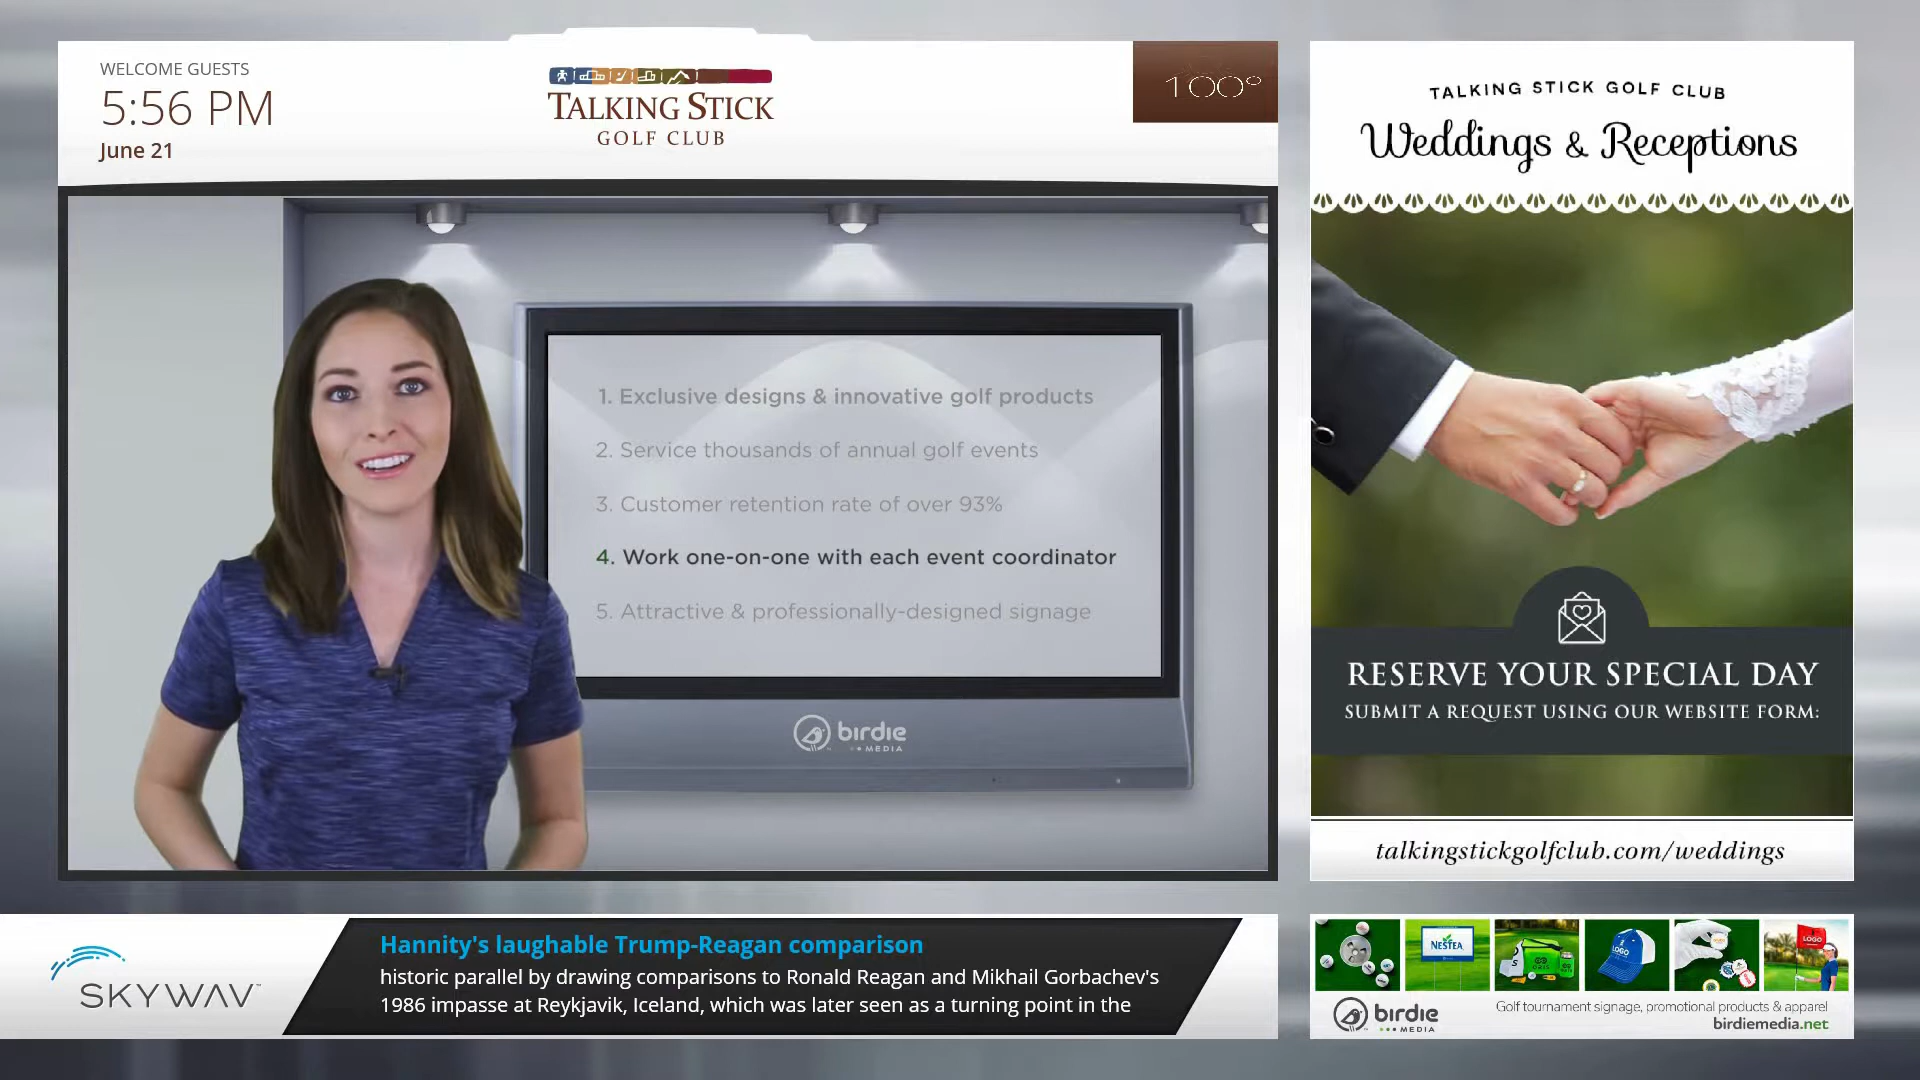 WELCOME GUESTS
5:56 PM
June 21
TALKING STICK
GOLF CLUB
100°
1. Exclusive designs & innovative golf products
2. Service thousands of annual golf events
3. Customer retention rate of over 93%
4. Work one-on-one with each event coordinator
5. Attractive & professionally-designed signage
birdie
MEDIA
TALKING STICK GOLF CLUB
Weddings & Receptions
RESERVE YOUR SPECIAL DAY
SUBMIT A REQUEST USING OUR WEBSITE FORM:
talkingstickgolfclub.com/weddings
SKYWAV™
Hannity's laughable Trump-Reagan comparison
historic parallel by drawing comparisons to Ronald Reagan and Mikhail Gorbachev's
1986 impasse at Reykjavik, Iceland, which was later seen as a turning point in the
NESTEA
LOGO
LOGO
birdie
MEDIA
Golf tournament signage, promotional products & apparel
birdiemedia.net